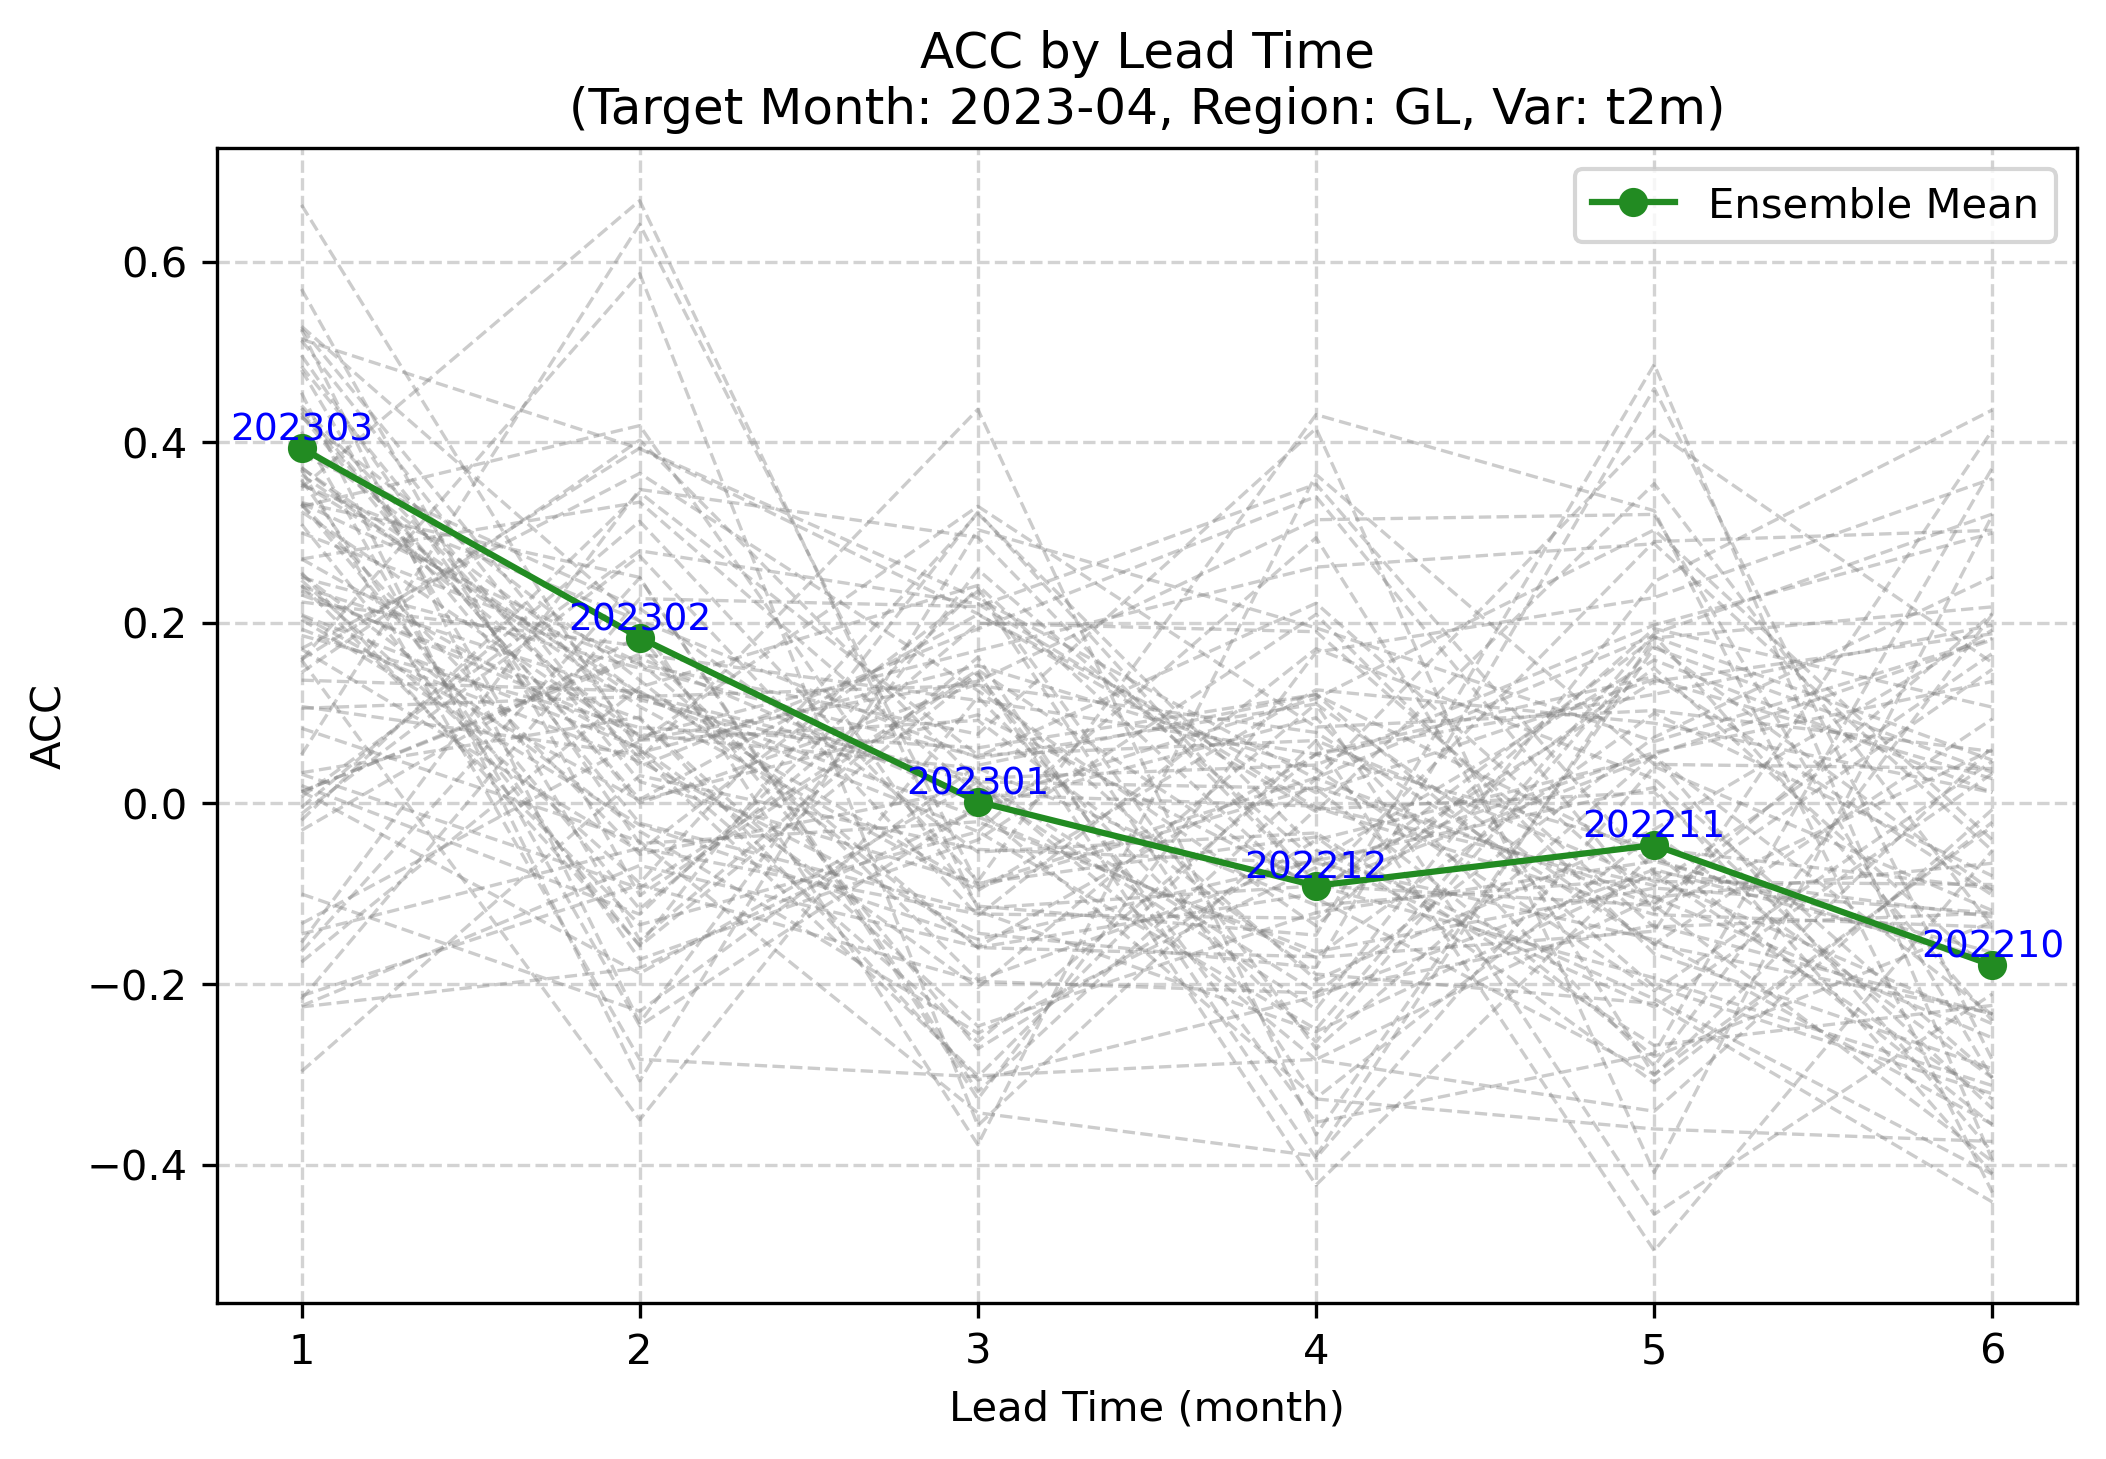 ACC by Lead Time
(Target Month: 2023-04, Region: GL, Var: t2m)
Ensemble Mean
ACC
0.6
0.4
0.2
0.0
−0.2
−0.4
202303
202302
202301
202212
202211
202210
1 2 3 4 5 6
Lead Time (month)